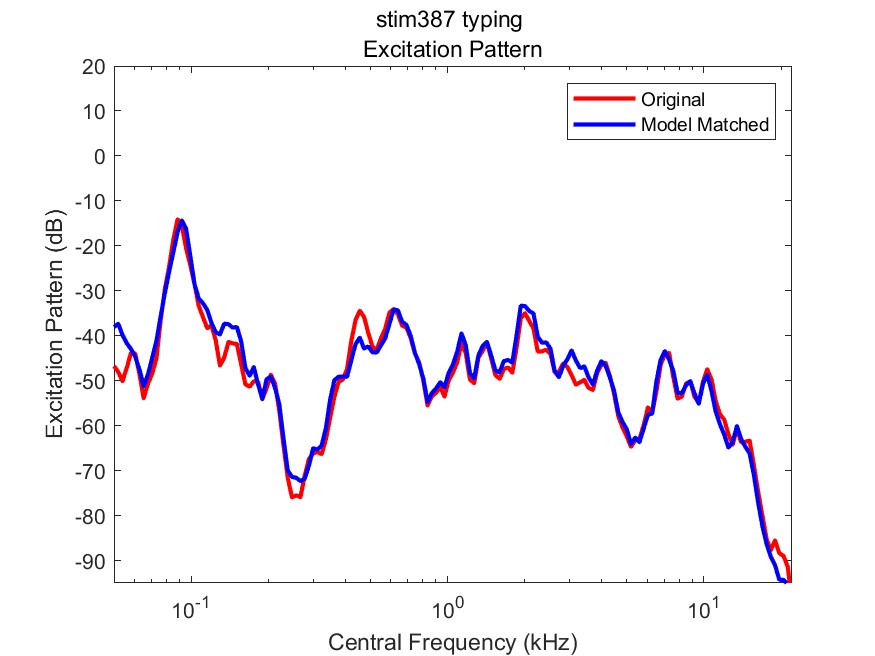 stim387 typing
Excitation Pattern
20
10
0
-10
-20
-30
-40
-50
-60
-70
-80
-90
Excitation Pattern (dB)
Original
Model Matched
10-1
100
101
Central Frequency (kHz)